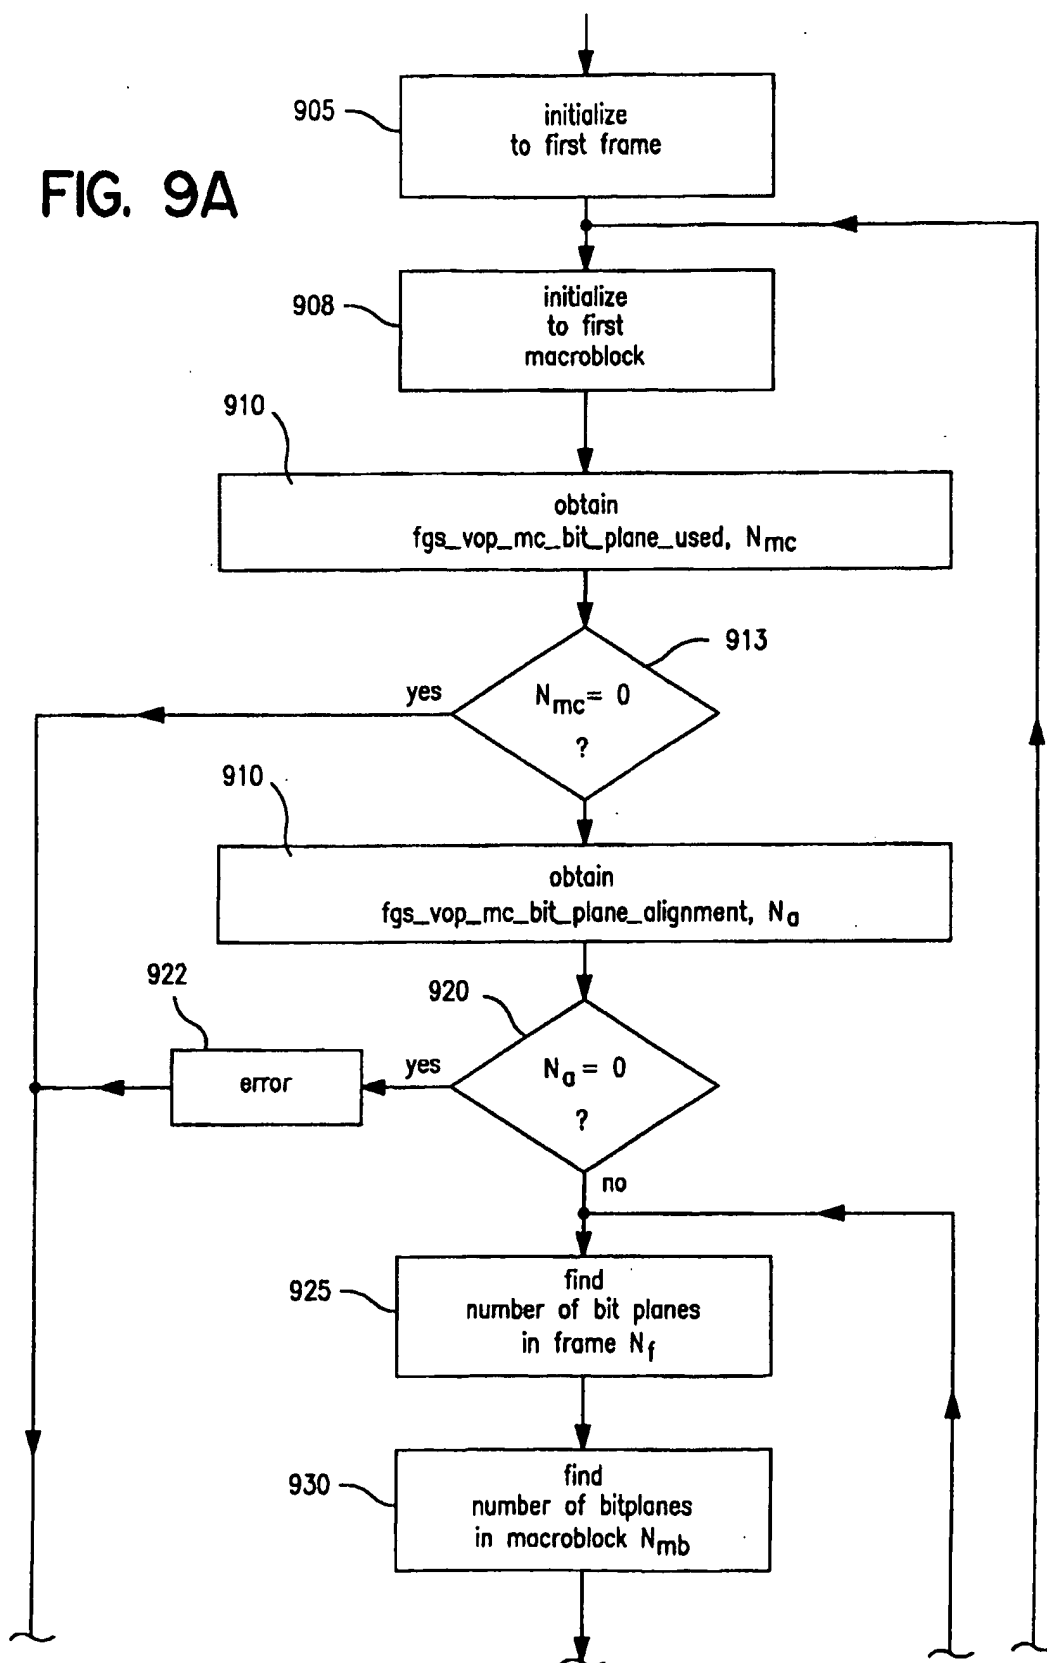 FIG. 9A
905
initialize
to first frame
908
initialize
to first
macroblock
910
obtain
fgs_vop_mc_bit_plane_used, Nmc
913
Nmc = 0
?
yes
910
obtain
fgs_vop_mc_bit_plane_alignment, Na
922
error
920
Na = 0
?
yes
no
925
find
number of bit planes
in frame Nf
930
find
number of bitplanes
in macroblock Nmb